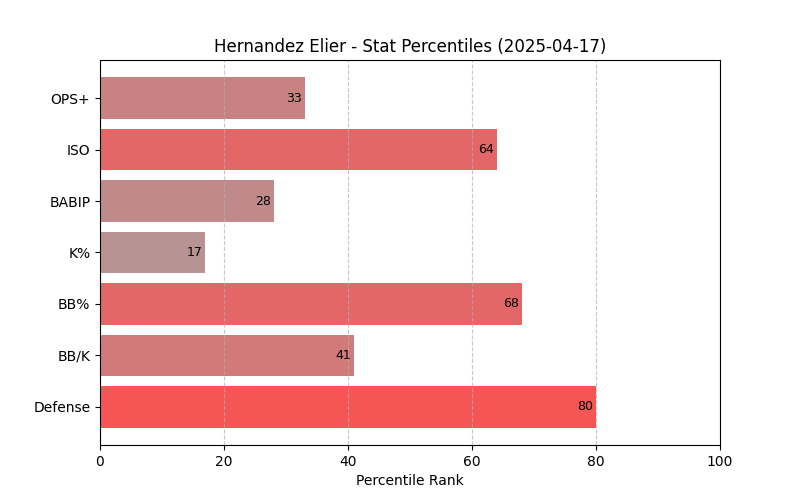 Hernandez Elier - Stat Percentiles (2025-04-17)
OPS+ 33
ISO 64
BABIP 28
K% 17
BB% 68
BB/K 41
Defense 80
0 20 40 60 80 100
Percentile Rank